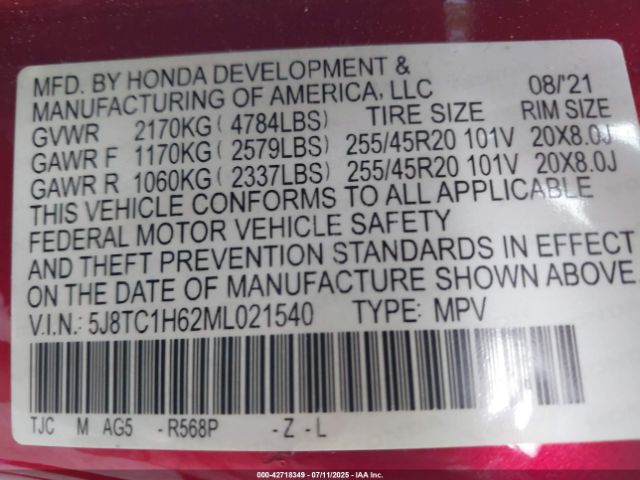 MFD. BY HONDA DEVELOPMENT &
MANUFACTURING OF AMERICA, LLC 08/'21
GVWR 2170KG ( 4784LBS) TIRE SIZE RIM SIZE
GAWR F 1170KG ( 2579LBS) 255/45R20 101V 20X8.0J
GAWR R 1060KG ( 2337LBS) 255/45R20 101V 20X8.0J
THIS VEHICLE CONFORMS TO ALL APPLICABLE
FEDERAL MOTOR VEHICLE SAFETY
AND THEFT PREVENTION STANDARDS IN EFFECT
ON THE DATE OF MANUFACTURE SHOWN ABOVE
V.I.N.: 5J8TC1H62ML021540 TYPE: MPV
TJC M AG5 -R568P -Z-L
000-42718349 - 07/11/2025 - COPART IAA